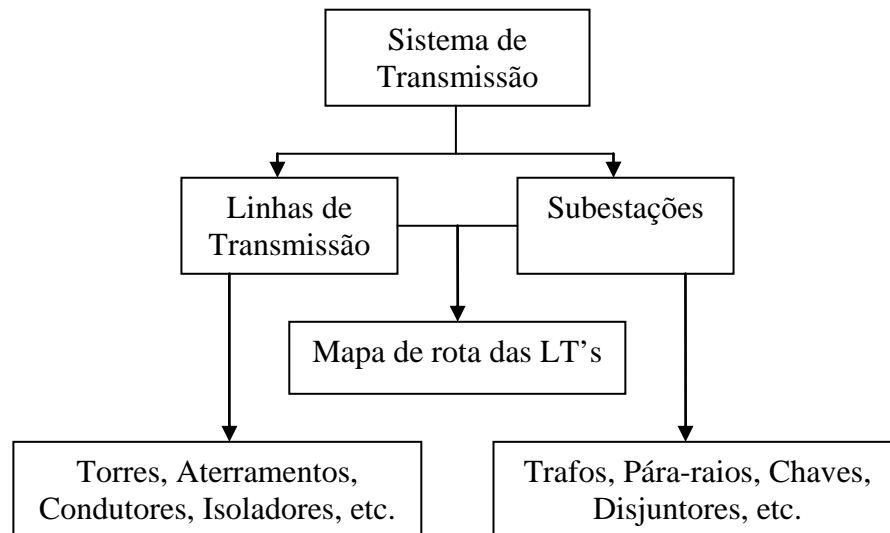 Sistema de
Transmissão
Linhas de
Transmissão
Subestações
Mapa de rota das LT’s
Torres, Aterramentos,
Condutores, Isoladores, etc.
Trafos, Pára-raios, Chaves,
Disjuntores, etc.